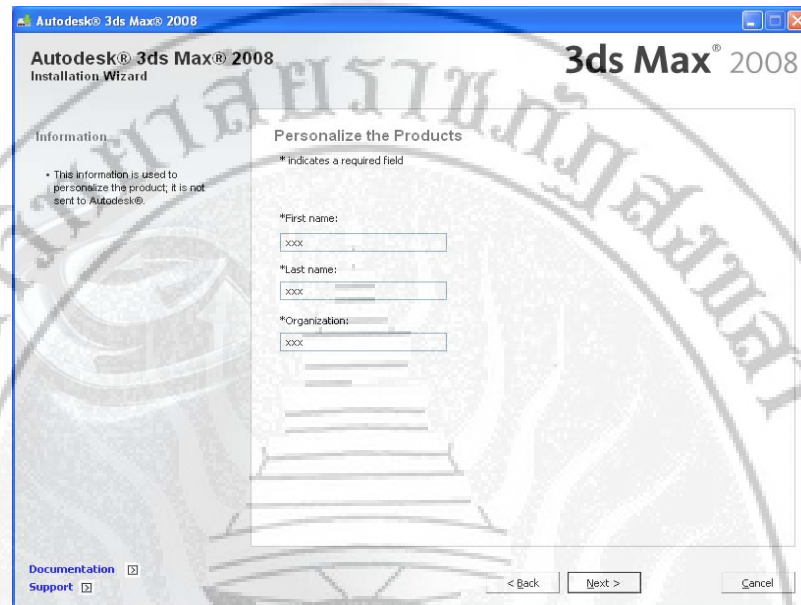 Autodesk® 3ds Max® 2008
Autodesk® 3ds Max® 2008
Installation Wizard
3ds Max® 2008
Information
• This information is used to
personalize the product; it is not
sent to Autodesk®.
Personalize the Products
* indicates a required field
*First name:
xxx
*Last name:
xxx
*Organization:
xxx
Documentation
Support
< Back
Next >
Cancel